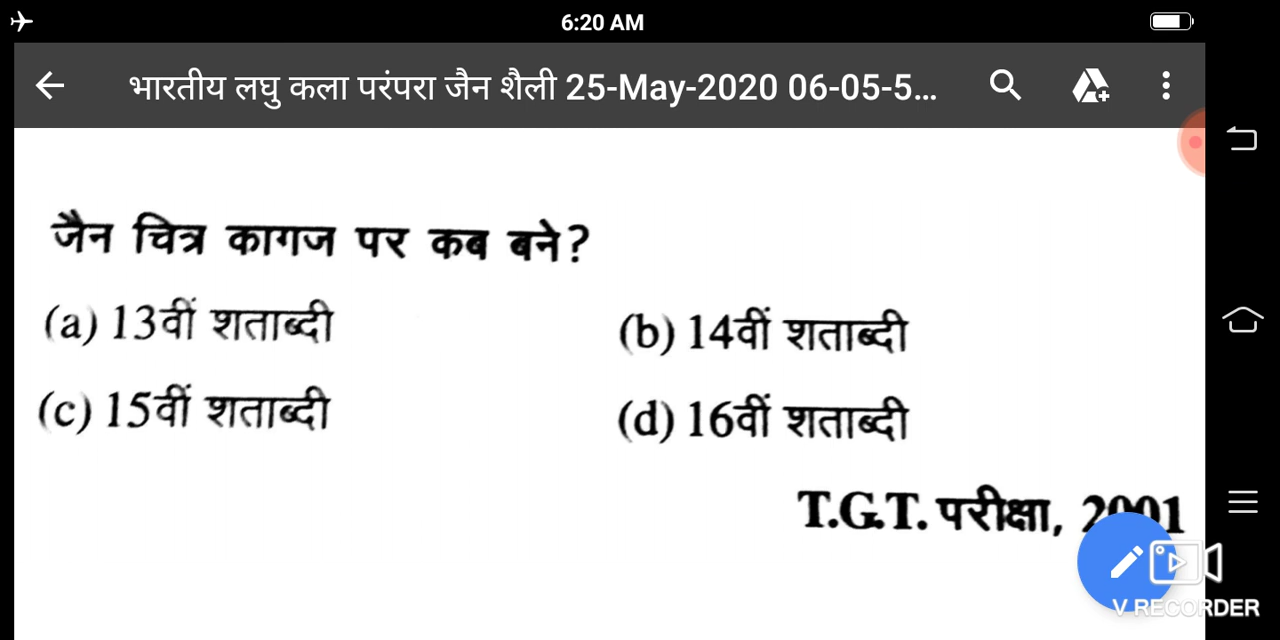 6:20 AM
भारतीय लघु कला परंपरा जैन शैली 25-May-2020 06-05-5...
जैन चित्र कागज पर कब बने?
(a) 13वीं शताब्दी
(b) 14वीं शताब्दी
(c) 15वीं शताब्दी
(d) 16वीं शताब्दी
T.G.T. परीक्षा, 2001
V RECORDER